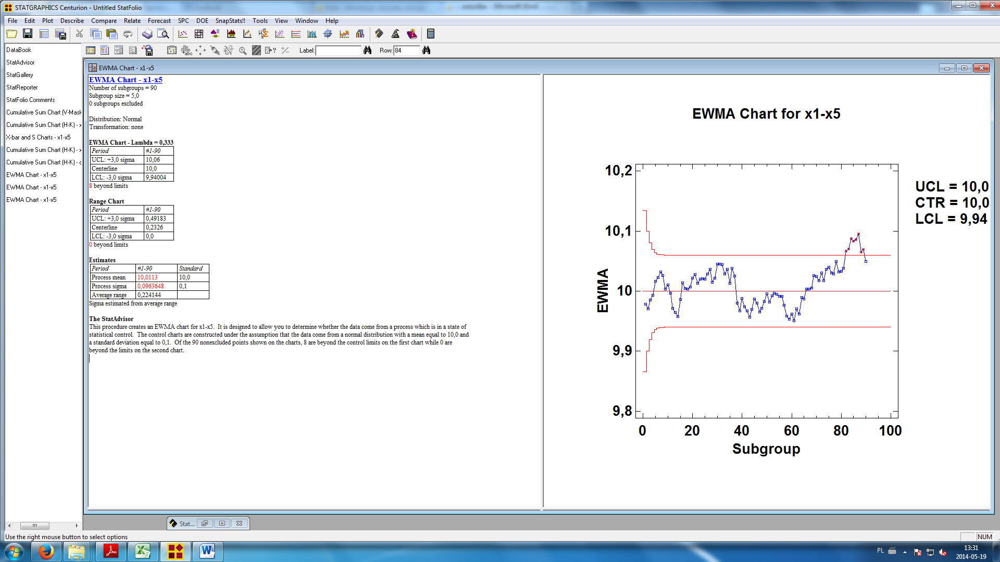 STATGRAPHICS Centurion - Untitled StatFolio
File Edit Plot Describe Compare Relate Forecast SPC DOE SnapStats!! Tools View Window Help
Label: Row: 84
DataBook
StatAdvisor
StatGallery
StatReporter
StatFolio Comments
Cumulative Sum Chart (V-Mask
Cumulative Sum Chart (H-K) - x
X-bar and S Charts - x1-x5
Cumulative Sum Chart (H-K) - x
Cumulative Sum Chart (H-K) - c
EWMA Chart - x1-x5
EWMA Chart - x1-x5
EWMA Chart - x1-x5
EWMA Chart - x1-x5
EWMA Chart - x1-x5
Number of subgroups = 90
Subgroup size = 5,0
0 subgroups excluded
Distribution: Normal
Transformation: none
EWMA Chart - Lambda = 0,333
Period #1-90
UCL: +3,0 sigma 10,06
Centerline 10,0
LCL: -3,0 sigma 9,94004
8 beyond limits
Range Chart
Period #1-90
UCL: +3,0 sigma 0,49183
Centerline 0,2326
LCL: -3,0 sigma 0,0
0 beyond limits
Estimates
Period #1-90 Standard
Process mean 10,0113 10,0
Process sigma 0,0963648 0,1
Average range 0,224144
Sigma estimated from average range
The StatAdvisor
This procedure creates an EWMA chart for x1-x5. It is designed to allow you to determine whether the data come from a process which is in a state of
statistical control. The control charts are constructed under the assumption that the data come from a normal distribution with a mean equal to 10,0 and
a standard deviation equal to 0,1. Of the 90 nonexcluded points shown on the charts, 8 are beyond the control limits on the first chart while 0 are
beyond the limits on the second chart.
EWMA Chart for x1-x5
10,2
10,1
10
9,9
9,8
EWMA
0 20 40 60 80 100
Subgroup
UCL = 10,0
CTR = 10,0
LCL = 9,94
Stat...
Use the right mouse button to select options
NUM
PL
13:31
2014-05-19